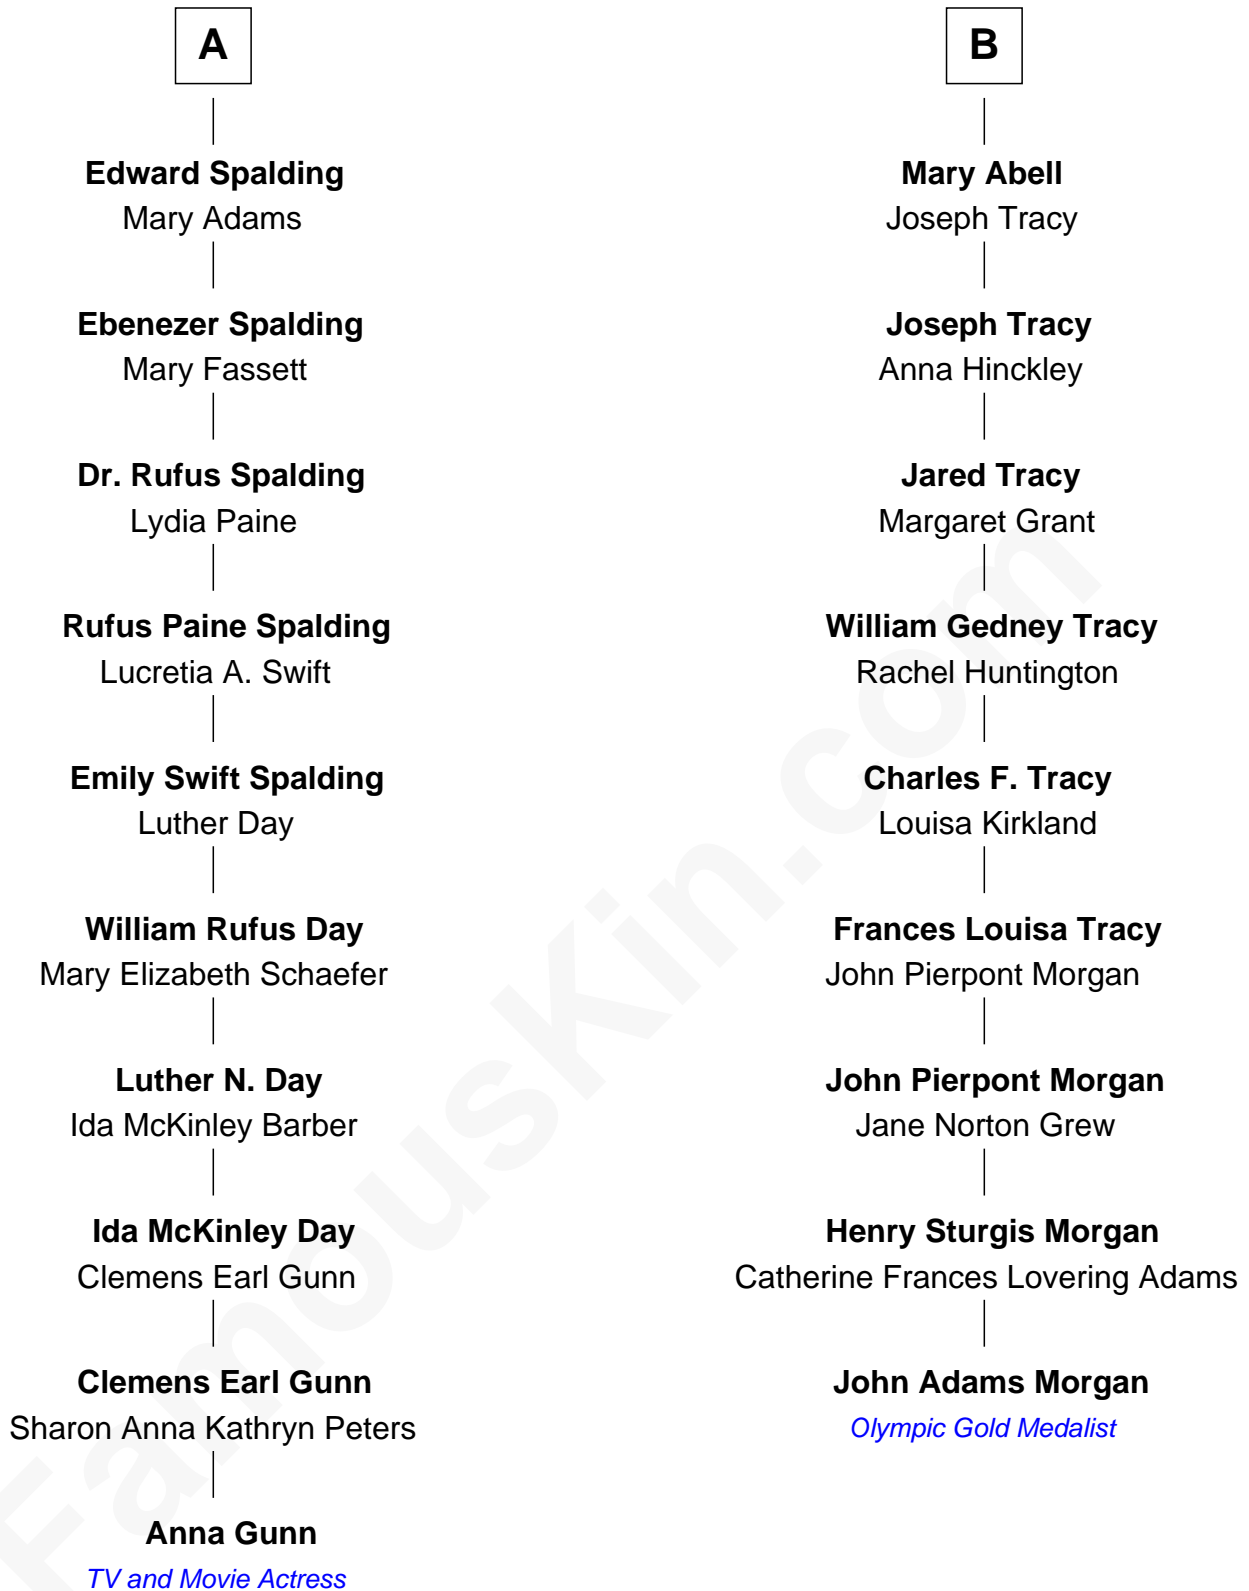 A
Edward Spalding
Mary Adams
Ebenezer Spalding
Mary Fassett
Dr. Rufus Spalding
Lydia Paine
Rufus Paine Spalding
Lucretia A. Swift
Emily Swift Spalding
Luther Day
William Rufus Day
Mary Elizabeth Schaefer
Luther N. Day
Ida McKinley Barber
Ida McKinley Day
Clemens Earl Gunn
Clemens Earl Gunn
Sharon Anna Kathryn Peters
Anna Gunn
TV and Movie Actress
B
Mary Abell
Joseph Tracy
Joseph Tracy
Anna Hinckley
Jared Tracy
Margaret Grant
William Gedney Tracy
Rachel Huntington
Charles F. Tracy
Louisa Kirkland
Frances Louisa Tracy
John Pierpont Morgan
John Pierpont Morgan
Jane Norton Grew
Henry Sturgis Morgan
Catherine Frances Lovering Adams
John Adams Morgan
Olympic Gold Medalist
FamousKin.com